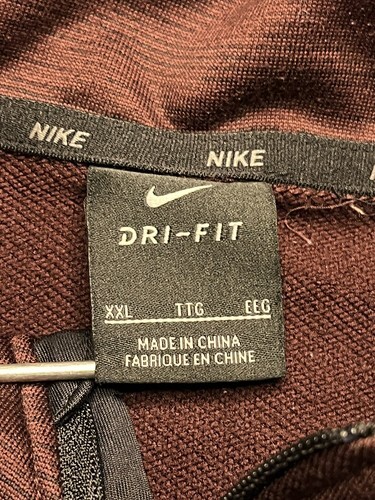 NIKE NIKE
DRI-FIT
XXL TTG EEG
MADE IN CHINA
FABRIQUE EN CHINE